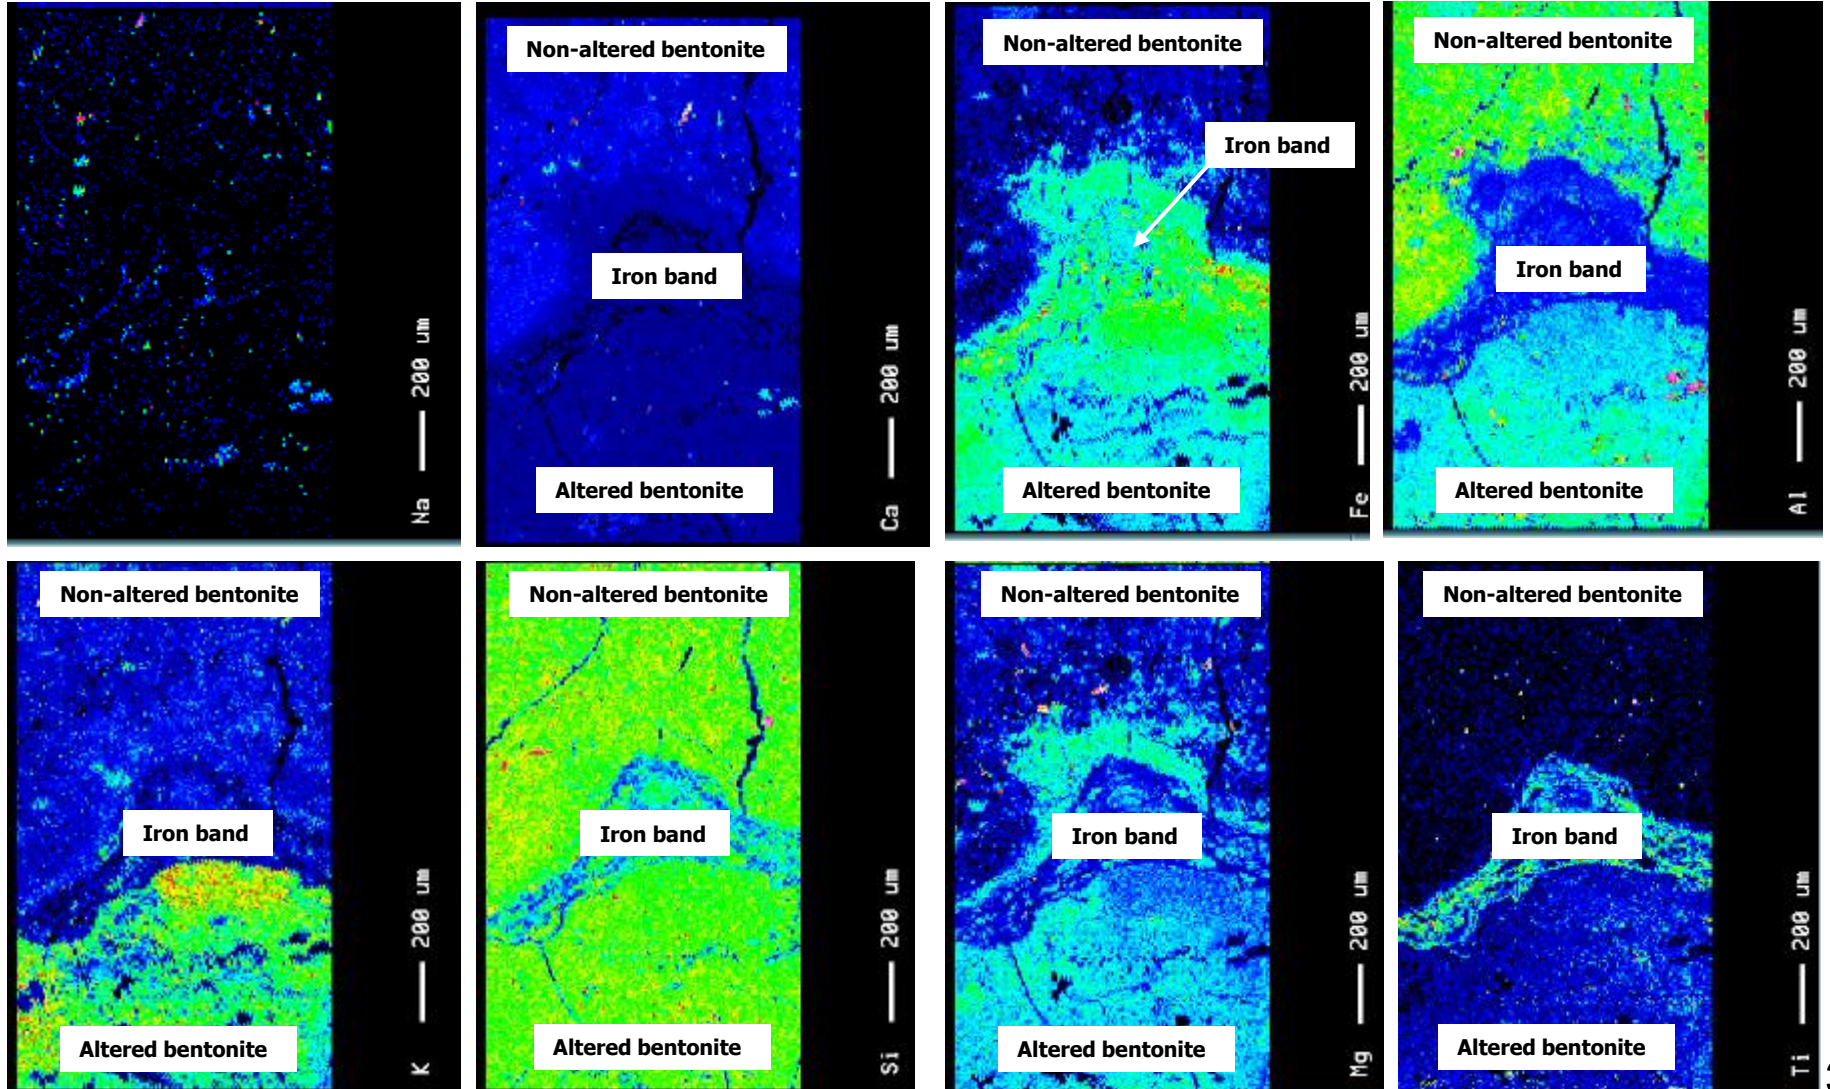 Na 200 um
Non-altered bentonite
Iron band
Altered bentonite
Ca 200 um
Non-altered bentonite
Iron band
Altered bentonite
Fe 200 um
Non-altered bentonite
Iron band
Altered bentonite
Al 200 um
Non-altered bentonite
Iron band
Altered bentonite
K 200 um
Non-altered bentonite
Iron band
Altered bentonite
Si 200 um
Non-altered bentonite
Iron band
Altered bentonite
Mg 200 um
Non-altered bentonite
Iron band
Altered bentonite
Ti 200 um